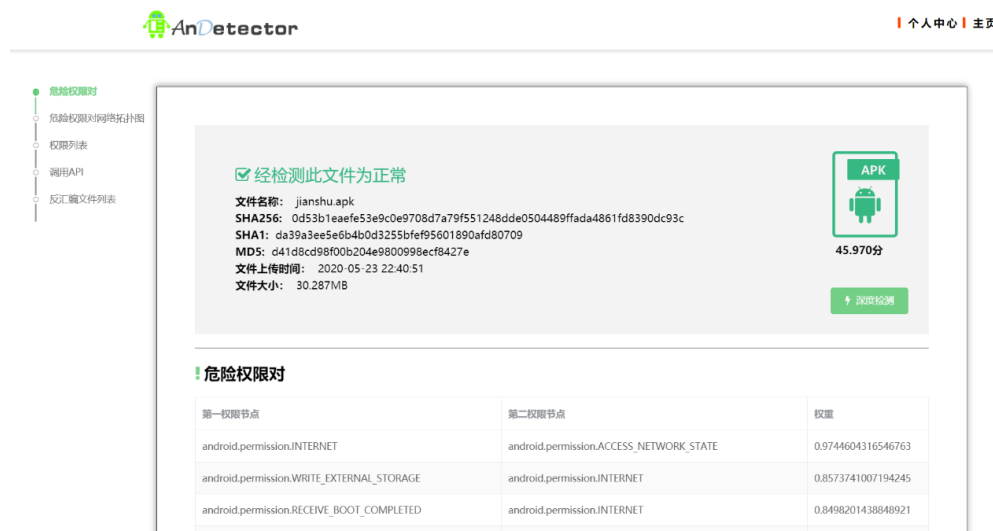 AnDetector
个人中心 主页
危险权限对
危险权限对网络拓扑图
权限列表
调用API
反汇编文件列表
经检测此文件为正常
文件名称： jianshu.apk
SHA256: 0d53b1eaefe53e9c0e9708d7a79f551248dde0504489ffada4861fd8390dc93c
SHA1: da39a3ee5e6b4b0d3255bfef95601890afd80709
MD5: d41d8cd98f00b204e9800998ecf8427e
文件上传时间： 2020-05-23 22:40:51
文件大小： 30.287MB
APK
45.970分
深度检测
危险权限对
第一权限节点 第二权限节点 权重
android.permission.INTERNET android.permission.ACCESS_NETWORK_STATE 0.9744604316546763
android.permission.WRITE_EXTERNAL_STORAGE android.permission.INTERNET 0.8573741007194245
android.permission.RECEIVE_BOOT_COMPLETED android.permission.INTERNET 0.8498201438848921